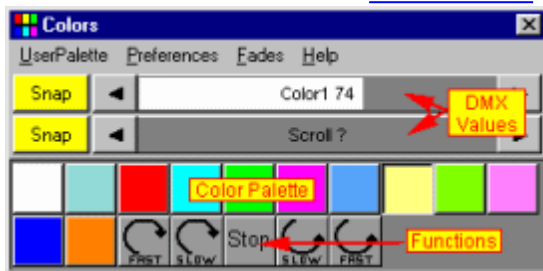 Colors
UserPalette Preferences Fades Help
Snap Color1 74
Snap Scroll ?
DMX
Values
Color Palette
FAST SLOW Stop SLOW FAST
Functions